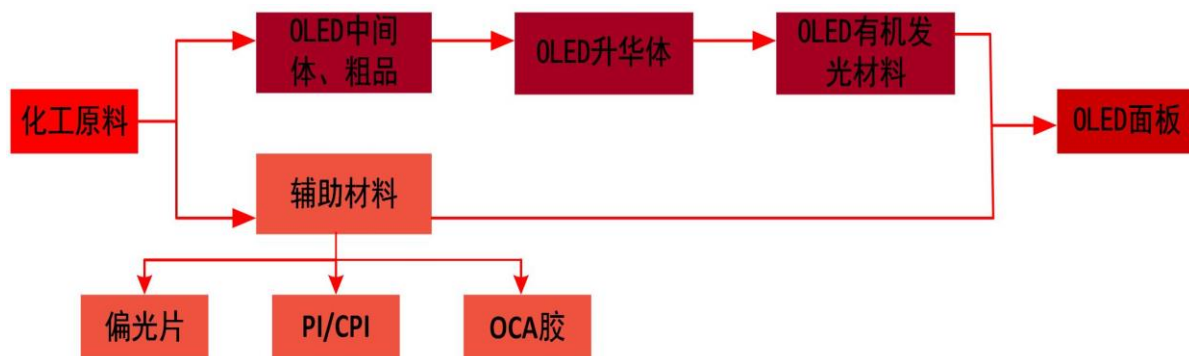 OLED中间
体、粗品
OLED升华体
OLED有机发
光材料
化工原料
OLED面板
辅助材料
偏光片
PI/CPI
OCA胶